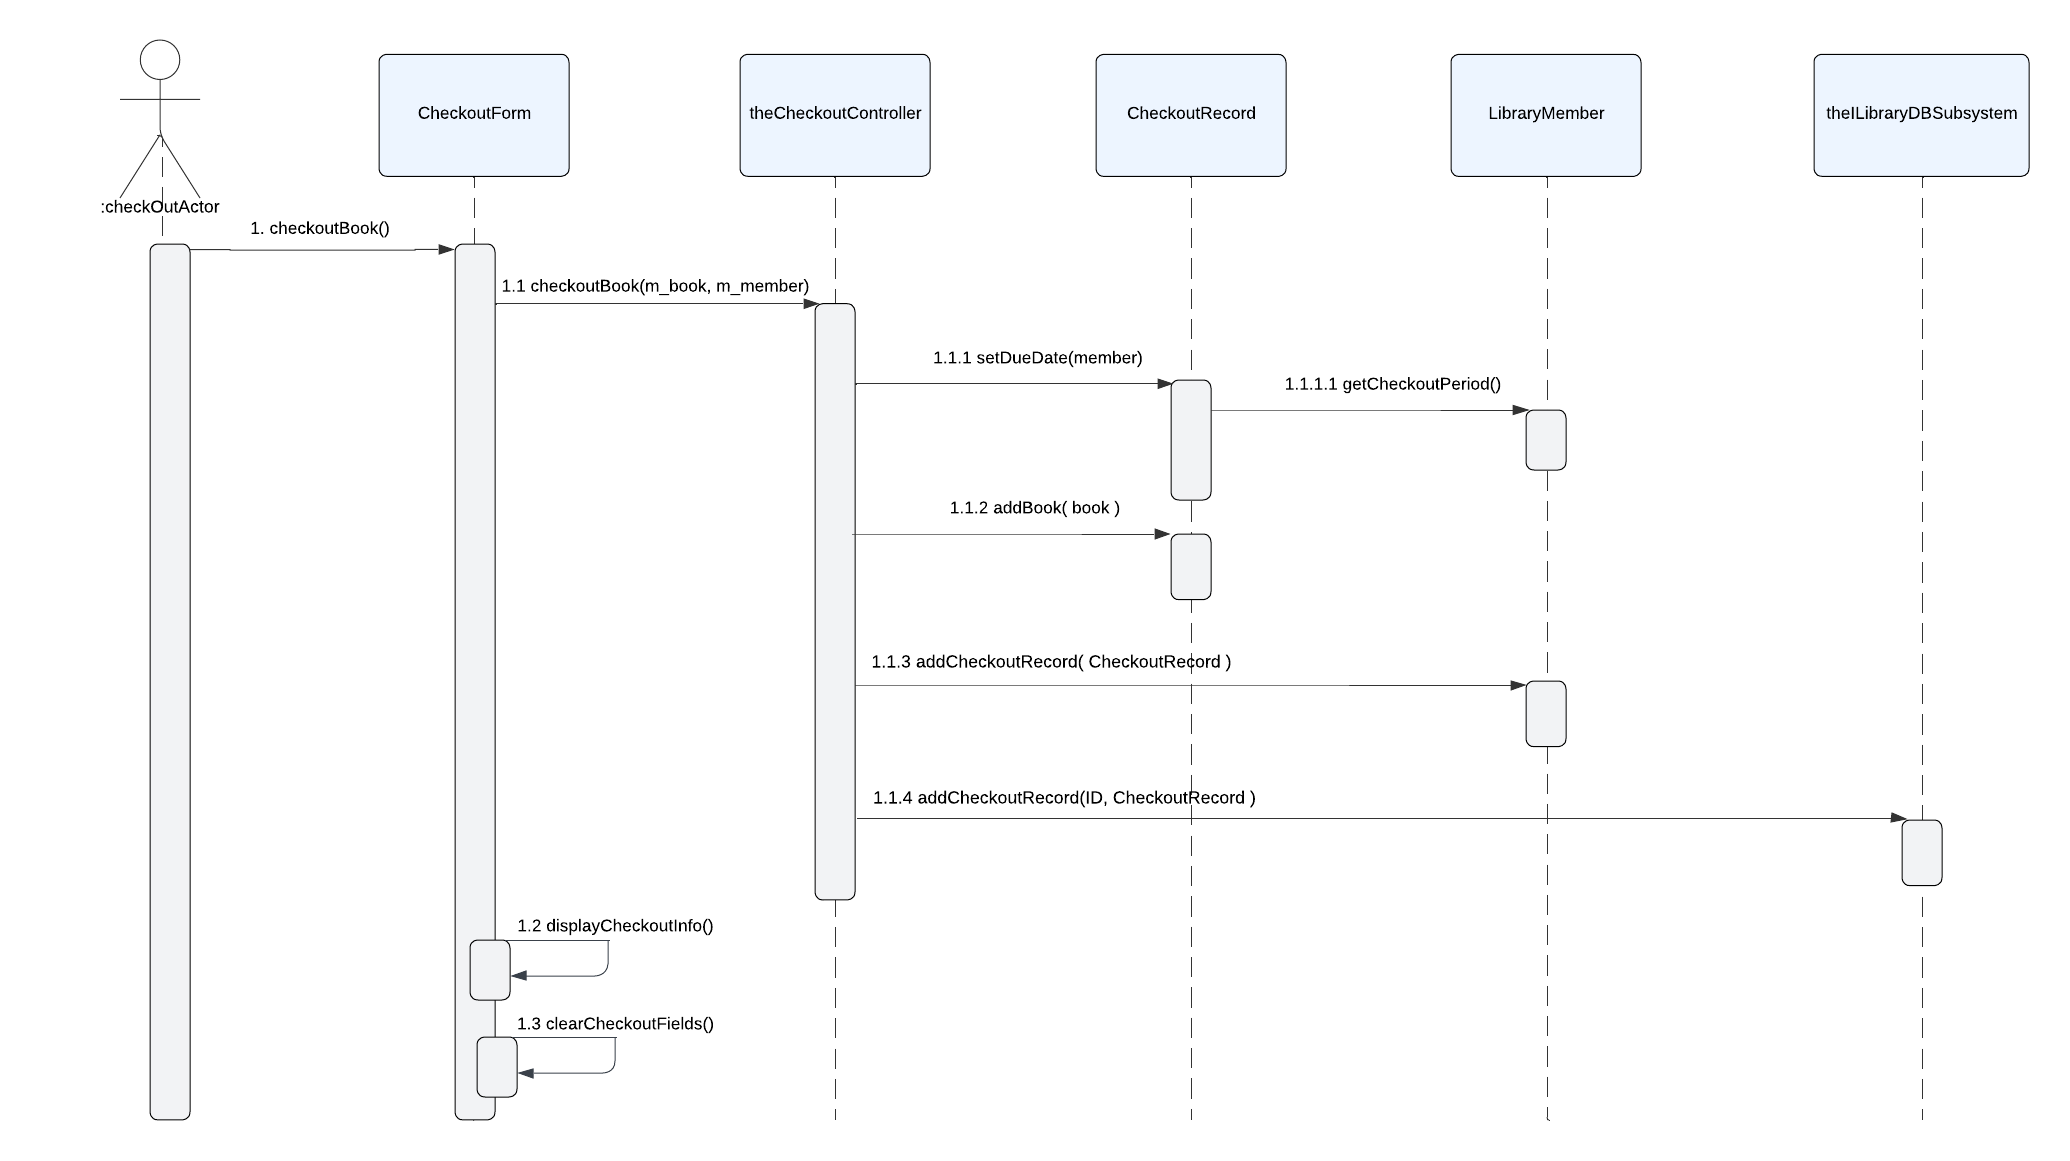 CheckoutForm
theCheckoutController
CheckoutRecord
LibraryMember
theILibraryDBSubsystem
:checkOutActor
1. checkoutBook()
1.1 checkoutBook(m_book, m_member)
1.1.1 setDueDate(member)
1.1.1.1 getCheckoutPeriod()
1.1.2 addBook( book )
1.1.3 addCheckoutRecord( CheckoutRecord )
1.1.4 addCheckoutRecord(ID, CheckoutRecord )
1.2 displayCheckoutInfo()
1.3 clearCheckoutFields()